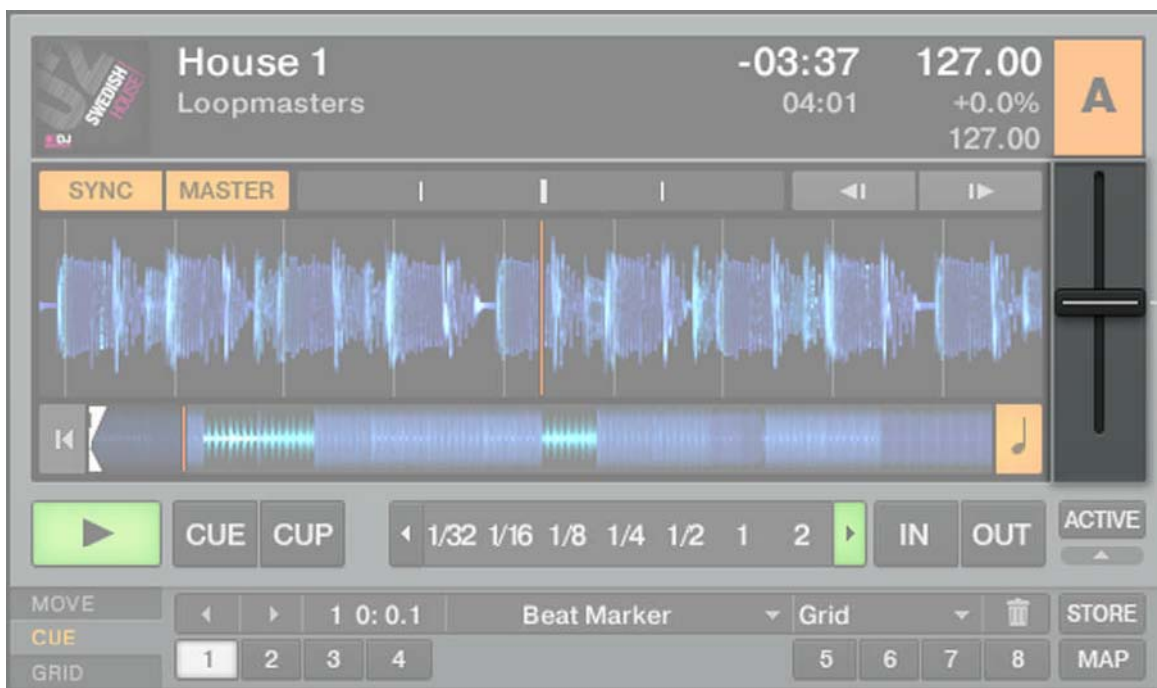 SWEDISH
HOUSE
DJ
House 1
Loopmasters
-03:37
04:01
127.00
+0.0%
127.00
A
SYNC
MASTER
CUE
CUP
1/32 1/16 1/8 1/4 1/2 1 2
IN
OUT
ACTIVE
MOVE
CUE
GRID
1 0:0.1
Beat Marker
Grid
STORE
1 2 3 4
5 6 7 8
MAP